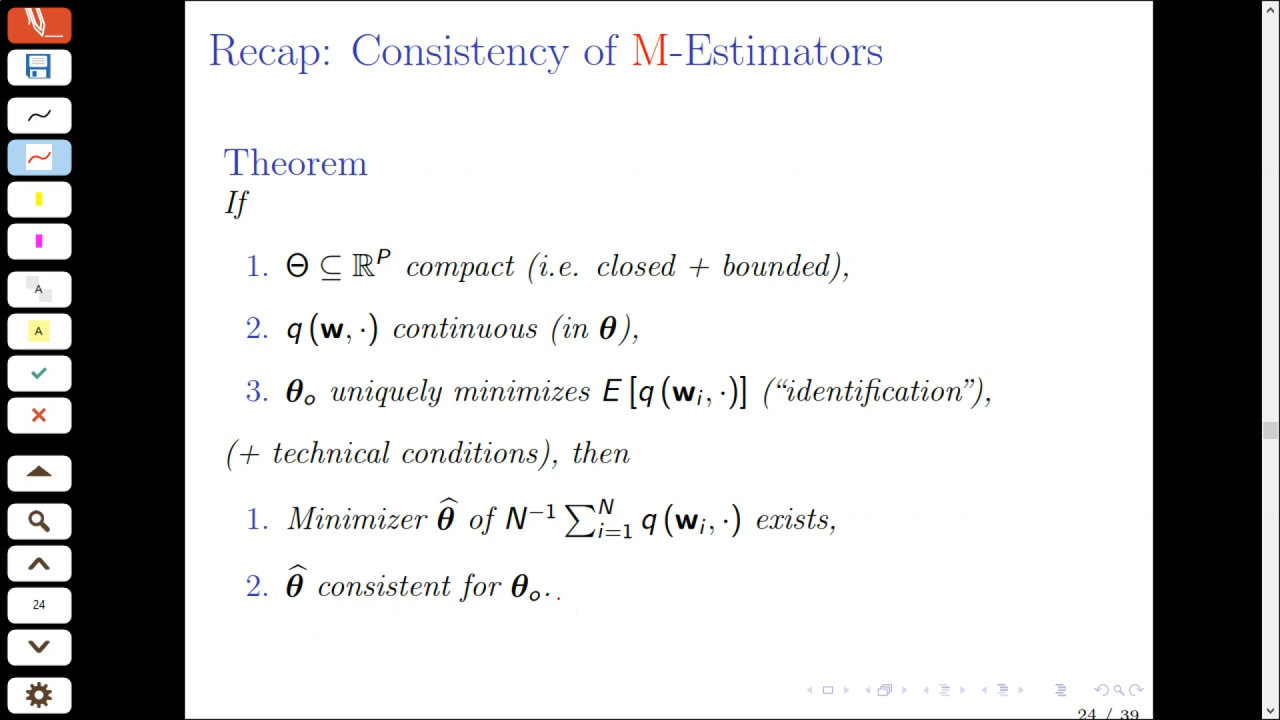 Recap: Consistency of M-Estimators
Theorem
If
1. Θ ⊆ ℝ^P compact (i.e. closed + bounded),
2. q(w, ·) continuous (in θ),
3. θ_o uniquely minimizes E[q(w_i, ·)] (“identification”),
(+ technical conditions), then
1. Minimizer θ̂ of N^{−1} ∑_{i=1}^{N} q(w_i, ·) exists,
2. θ̂ consistent for θ_o.
A
A
24
24 / 39